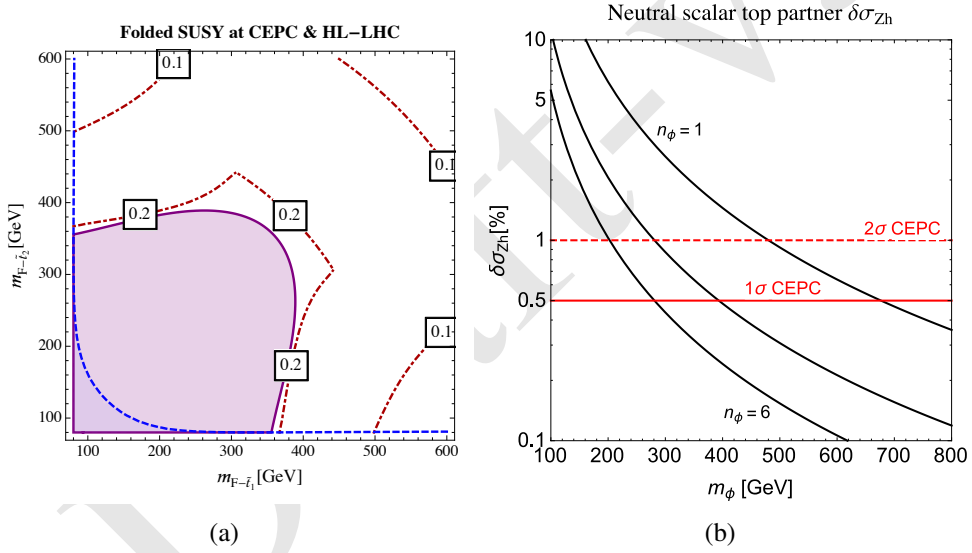 Folded SUSY at CEPC & HL−LHC
600
500
400
300
200
100
m_{F−t̃_2}[GeV]
0.1
0.1
0.2
0.2
0.1
0.2
100 200 300 400 500 600
m_{F−t̃_1}[GeV]
(a)
Neutral scalar top partner δσ_{Zh}
10
5
1
0.5
0.1
δσ_{Zh}[%]
n_ϕ = 1
2σ CEPC
1σ CEPC
n_ϕ = 6
100 200 300 400 500 600 700 800
m_ϕ [GeV]
(b)